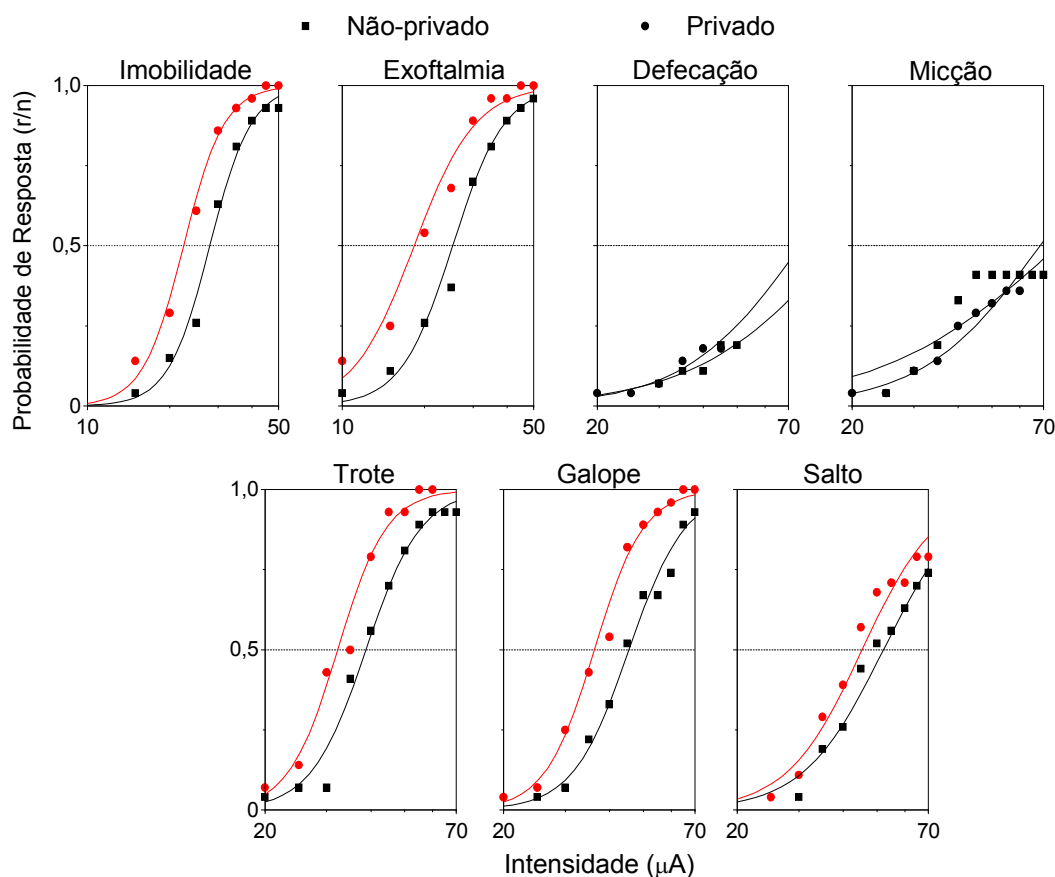 Não-privado Privado
Imobilidade Exoftalmia Defecação Micção
Probabilidade de Resposta (r/n)
1,0
0,5
0
10 50 10 50 20 70 20 70
Trote Galope Salto
1,0
0,5
0
20 70 20 70 20 70
Intensidade (μA)